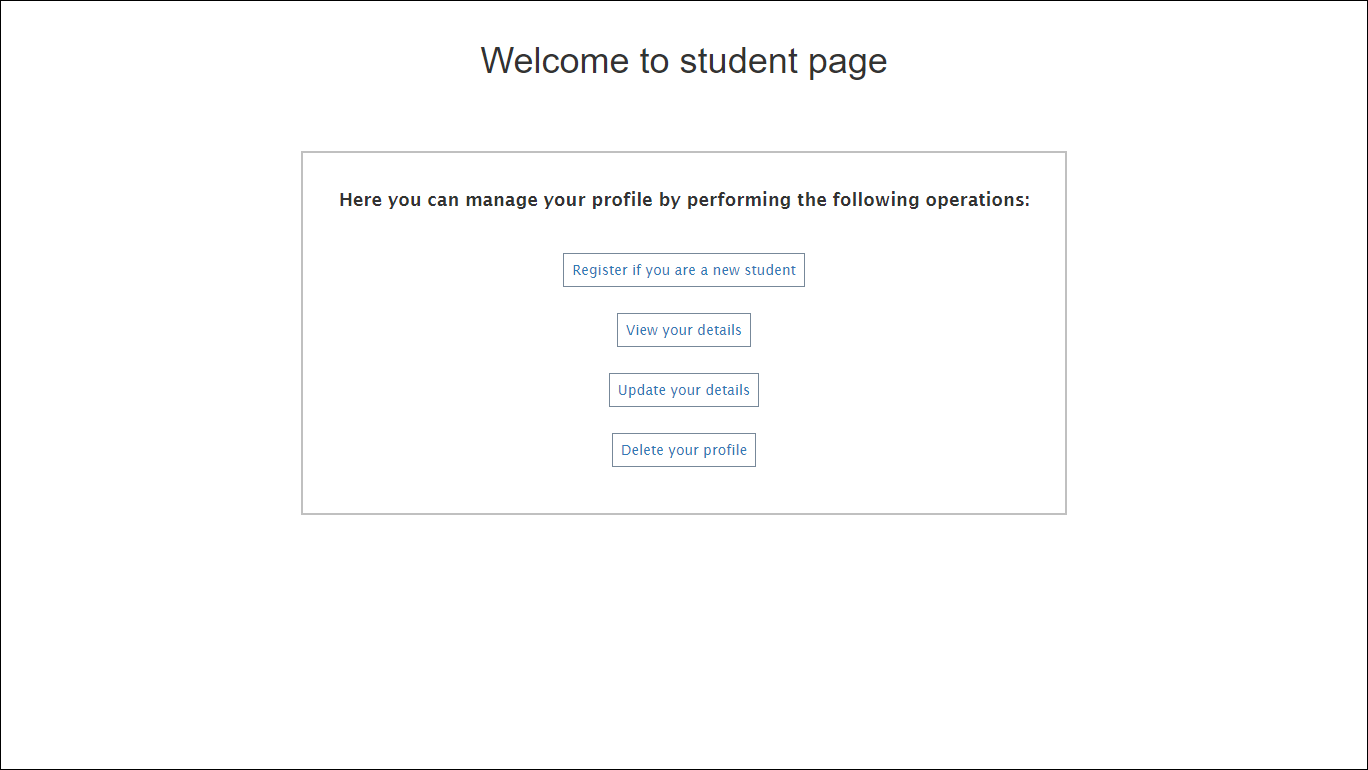 Welcome to student page
Here you can manage your profile by performing the following operations:
Register if you are a new student
View your details
Update your details
Delete your profile